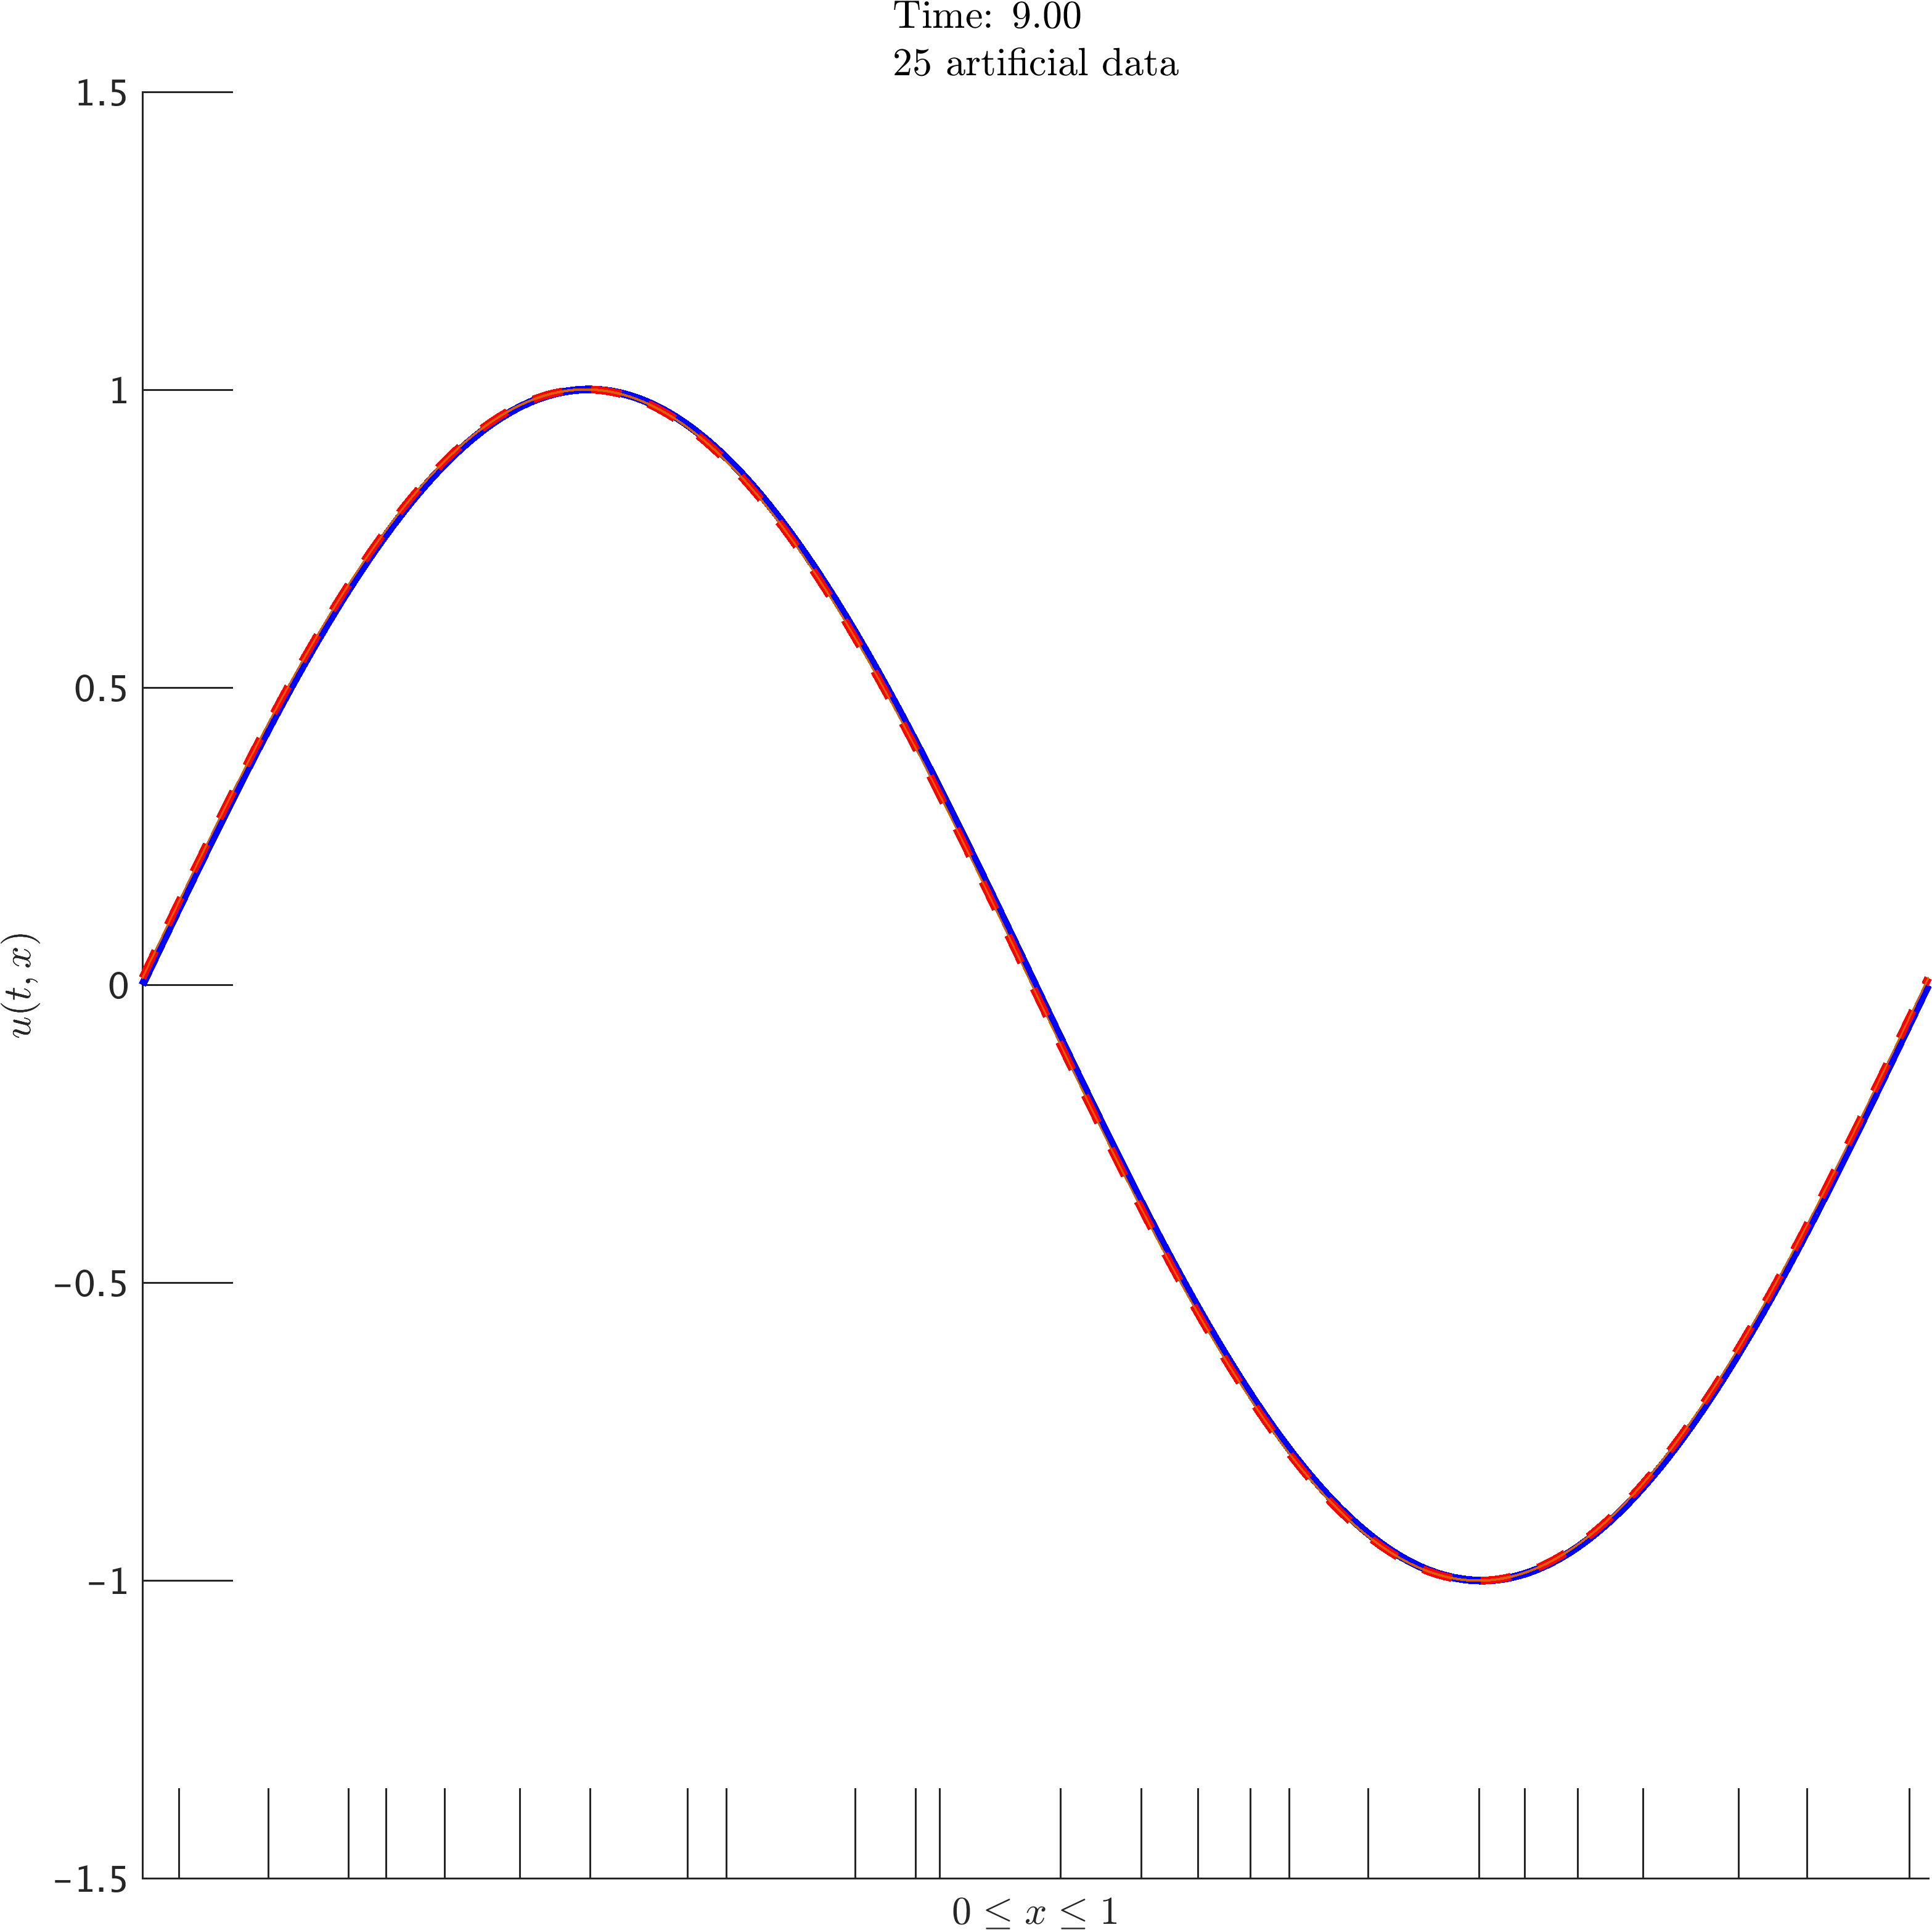 Time: 9.00
25 artificial data
1.5
1
0.5
0
-0.5
-1
-1.5
u(t, x)
0 ≤ x ≤ 1